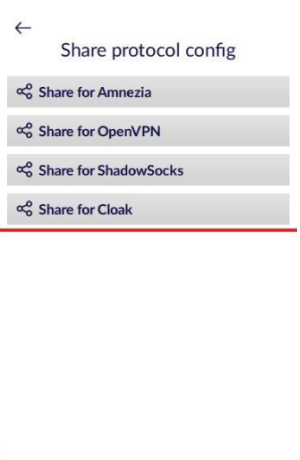 Share protocol config
Share for Amnezia
Share for OpenVPN
Share for ShadowSocks
Share for Cloak